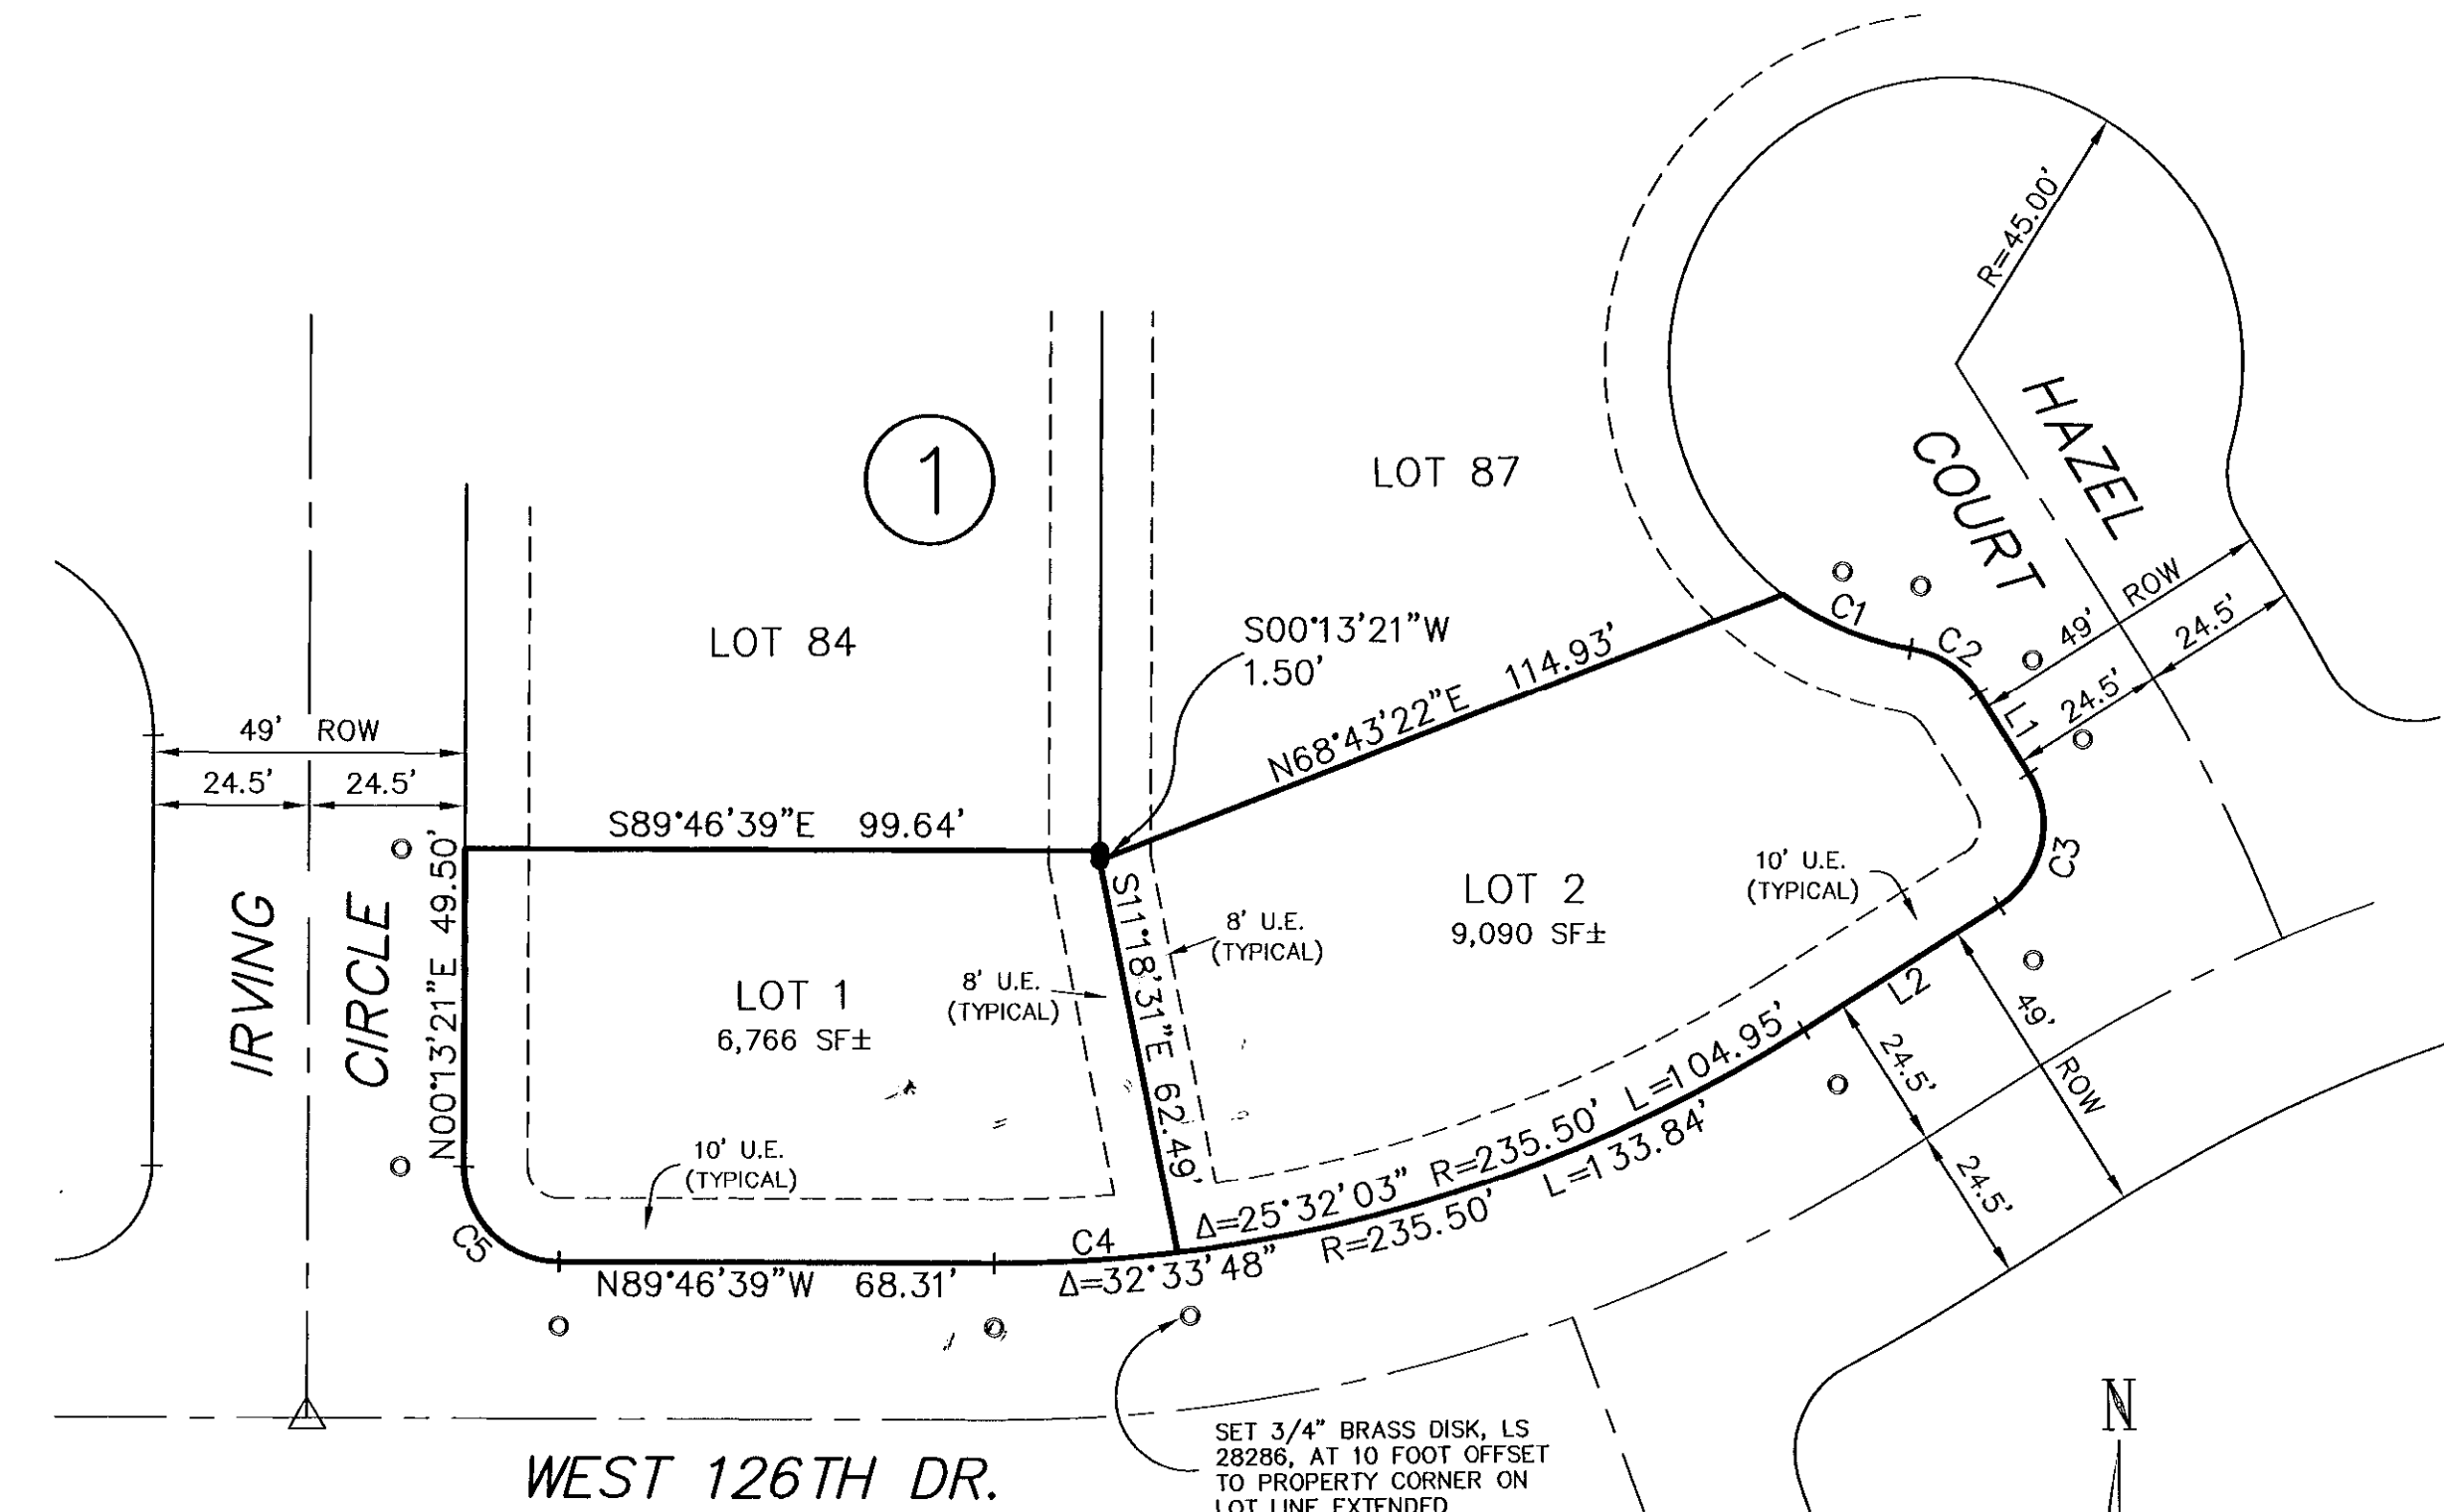 R=45.00'
HAZEL
COURT
1
LOT 87
LOT 84
S00°13'21"W
1.50'
N68°43'22"E 114.93'
C1
C2
49' ROW
24.5'
24.5'
L1
49' ROW
24.5'
24.5'
S89°46'39"E 99.64'
N00°13'21"E 49.50'
IRVING
CIRCLE
C3
10' U.E.
(TYPICAL)
LOT 2
9,090 SF±
8' U.E.
(TYPICAL)
S11°18'31"E 62.49'
8' U.E.
(TYPICAL)
LOT 1
6,766 SF±
L2
49' ROW
24.5'
24.5'
10' U.E.
(TYPICAL)
Δ=25°32'03" R=235.50' L=104.95'
Δ=32°33'48" R=235.50' L=133.84'
C4
C5
N89°46'39"W 68.31'
SET 3/4" BRASS DISK, LS
28286, AT 10 FOOT OFFSET
TO PROPERTY CORNER ON
LOT LINE EXTENDED
WEST 126TH DR.
N